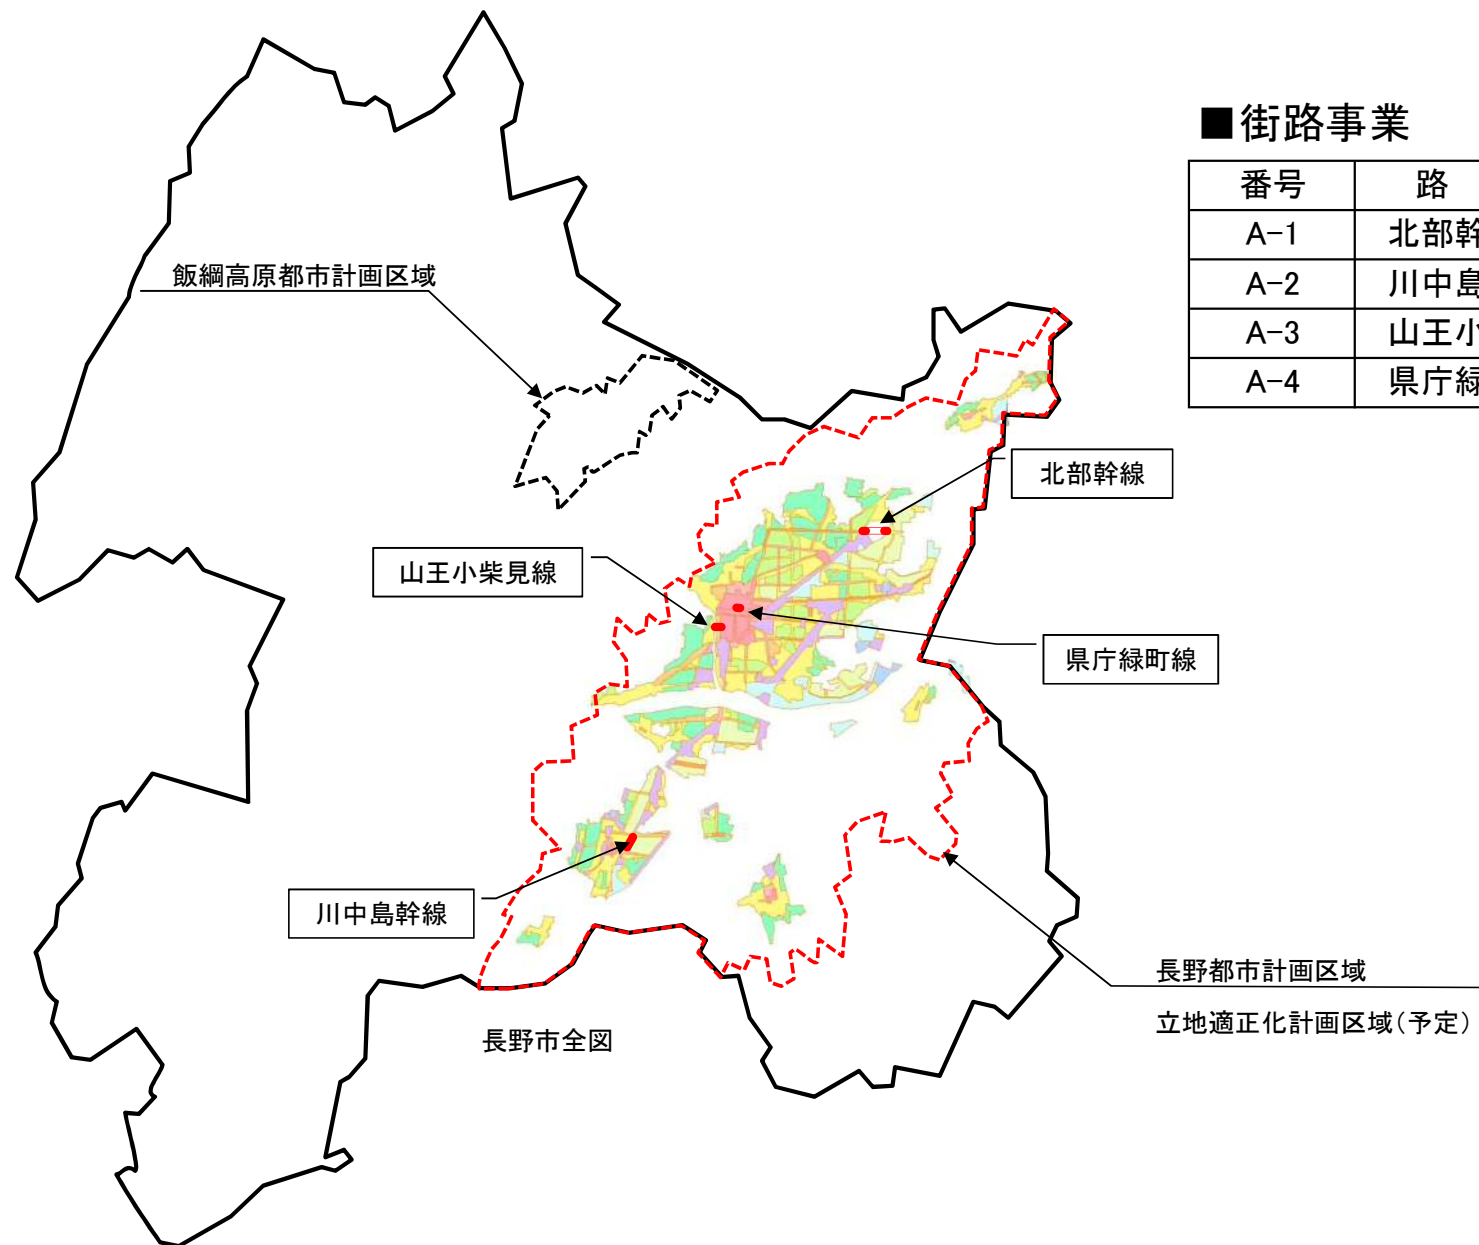 ■街路事業
番号 路
A-1 北部幹
A-2 川中島
A-3 山王小
A-4 県庁緑
飯綱高原都市計画区域
北部幹線
山王小柴見線
県庁緑町線
川中島幹線
長野都市計画区域
立地適正化計画区域(予定)
長野市全図